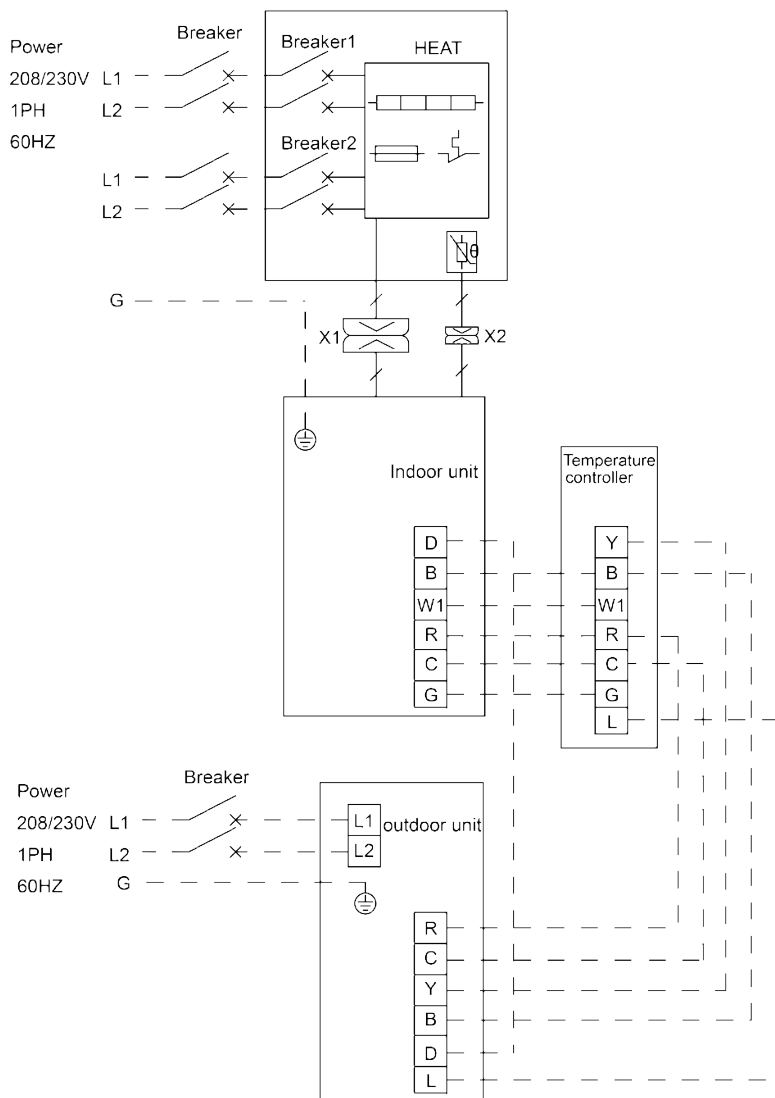 Breaker
Breaker1
HEAT
Power
208/230V L1
1PH L2
60HZ
Breaker2
L1
L2
θ
G
X1
X2
Indoor unit
Temperature
controller
D
B
W1
R
C
G
Y
B
W1
R
C
G
L
Breaker
Power
208/230V L1
1PH L2
60HZ G
L1
L2
outdoor unit
R
C
Y
B
D
L